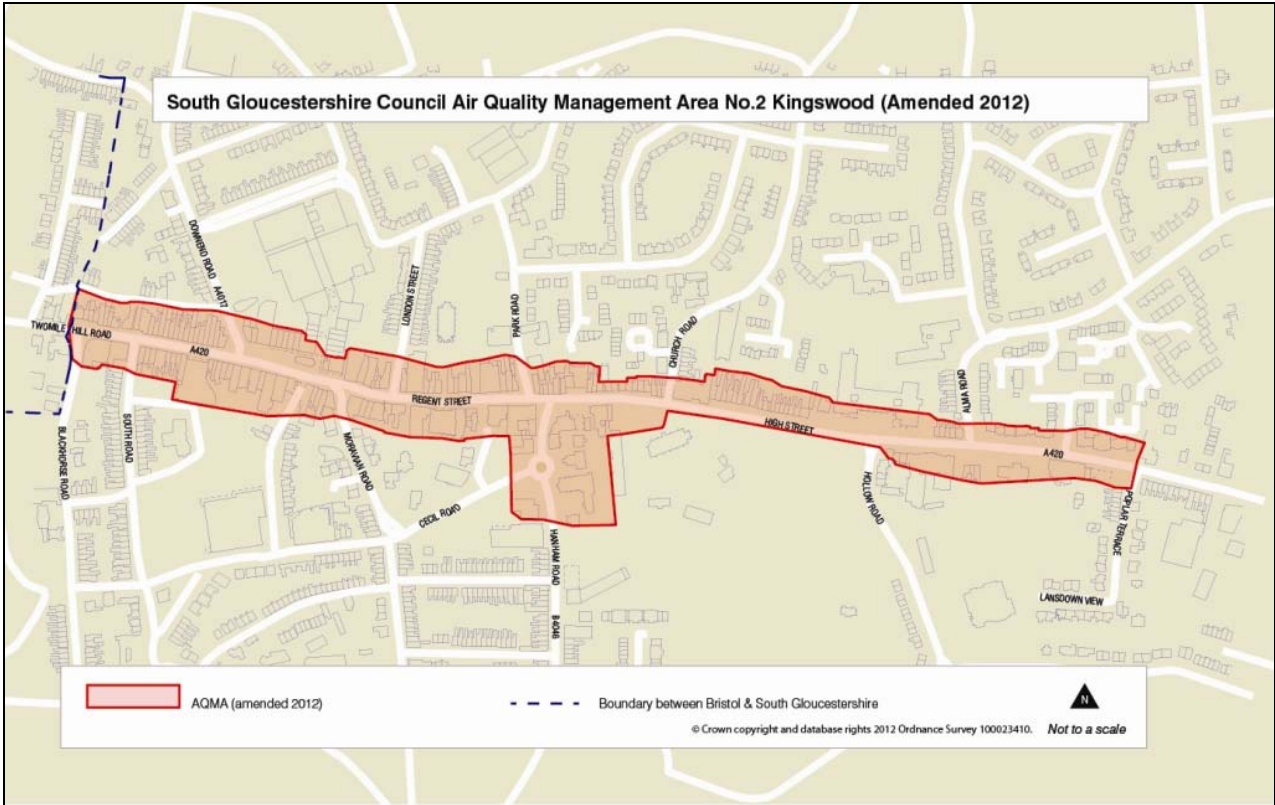 South Gloucestershire Council Air Quality Management Area No.2 Kingswood (Amended 2012)
DOWNEND ROAD
A4017
LONDON STREET
PARK ROAD
CHURCH ROAD
TWOMILE HILL ROAD
A420
REGENT STREET
ALMA ROAD
HIGH STREET
A420
BLACKHORSE ROAD
SOUTH ROAD
MORAVIAN ROAD
CECIL ROAD
HOLLOW ROAD
POPLAR TERRACE
HANHAM ROAD
B4046
LANSDOWN VIEW
AQMA (amended 2012)
Boundary between Bristol & South Gloucestershire
N
© Crown copyright and database rights 2012 Ordnance Survey 100023410.
Not to a scale